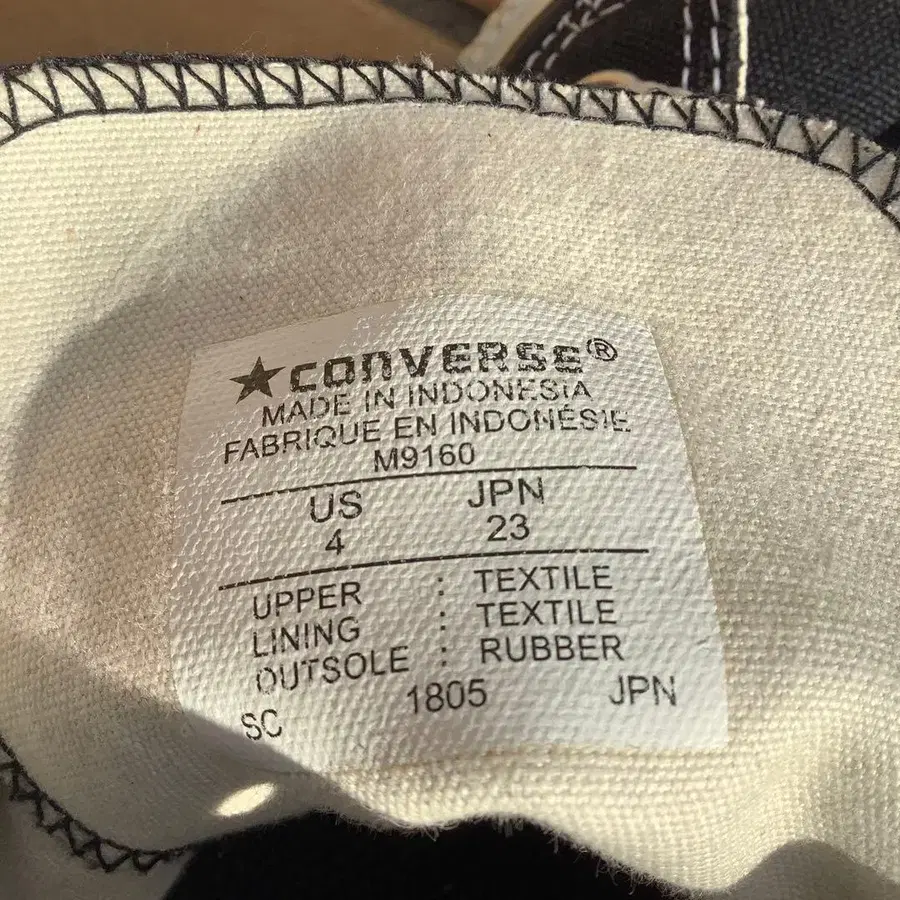 ★CONVERSE®
MADE IN INDONESIA
FABRIQUE EN INDONÉSIE
M9160
US JPN
4 23
UPPER : TEXTILE
LINING : TEXTILE
OUTSOLE : RUBBER
SC 1805 JPN